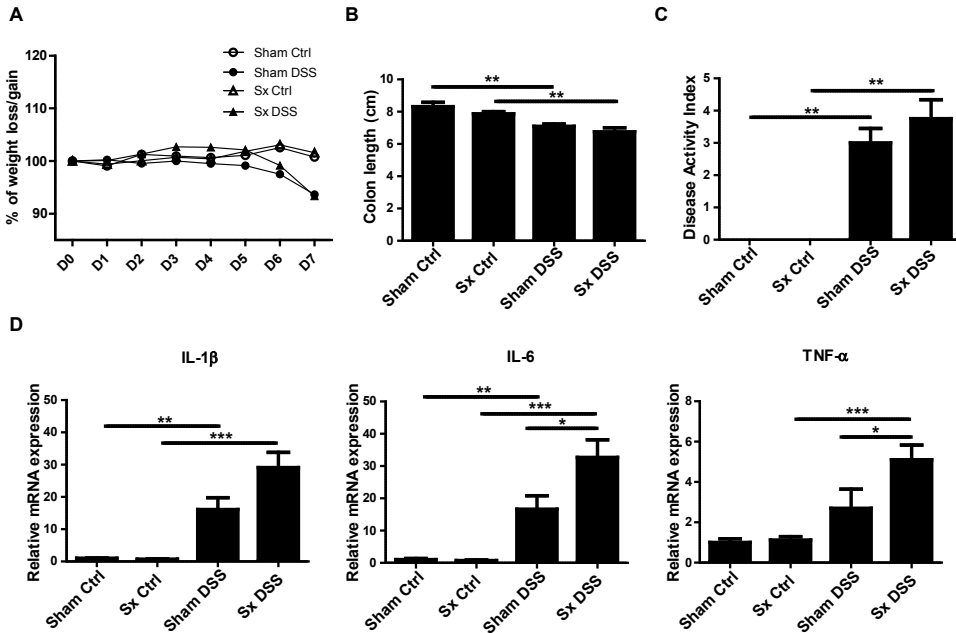 A
% of weight loss/gain
120
110
100
90
D0 D1 D2 D3 D4 D5 D6 D7
Sham Ctrl
Sham DSS
Sx Ctrl
Sx DSS
B
Colon length (cm)
10
8
6
4
2
0
**
**
Sham Ctrl Sx Ctrl Sham DSS Sx DSS
C
Disease Activity Index
5
4
3
2
1
0
**
**
Sham Ctrl Sx Ctrl Sham DSS Sx DSS
D
IL-1β
Relative mRNA expression
50
40
30
20
10
0
**
***
Sham Ctrl Sx Ctrl Sham DSS Sx DSS
IL-6
Relative mRNA expression
50
40
30
20
10
0
**
***
*
Sham Ctrl Sx Ctrl Sham DSS Sx DSS
TNF-α
Relative mRNA expression
8
6
4
2
0
***
*
Sham Ctrl Sx Ctrl Sham DSS Sx DSS